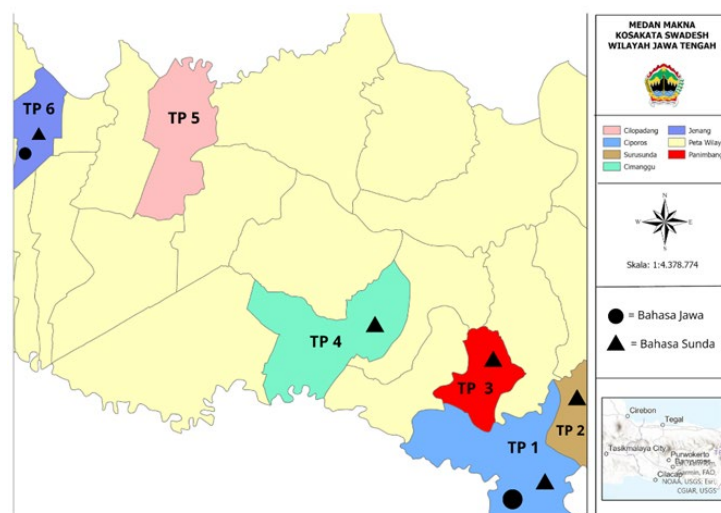 TP 6
TP 5
TP 4
TP 3
TP 1
TP 2
MEDAN MAKNA
KOSAKATA SWADESH
WILAYAH JAWA TENGAH
Cilopadang
Ciporos
Surusunda
Cimanggu
Jenang
Peta Wilay
Panimbang
N
W
E
S
Skala: 1:4.378.774
= Bahasa Jawa
= Bahasa Sunda
Cirebon
Tegal
Tasikmalaya City
Purwokerto
Banyumas
Cilacap
Garmin, FAO,
NOAA, USGS, Esri,
CGIAR, USGS